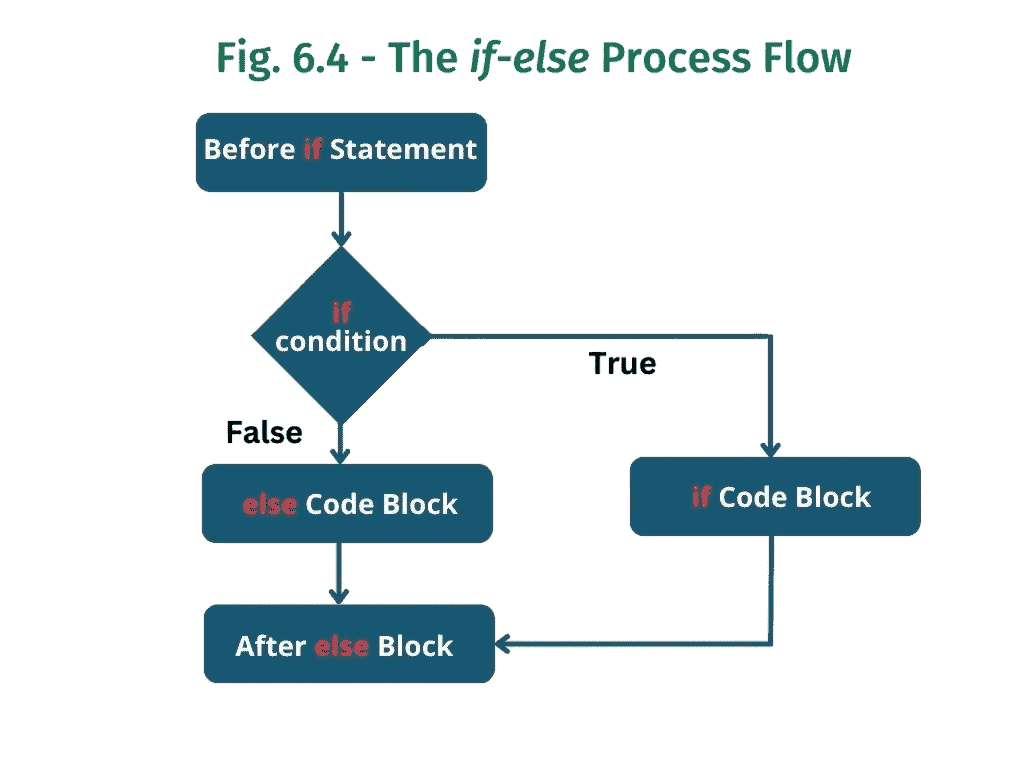 Fig. 6.4 - The if-else Process Flow
Before if Statement
if
condition
True
False
else Code Block
if Code Block
After else Block